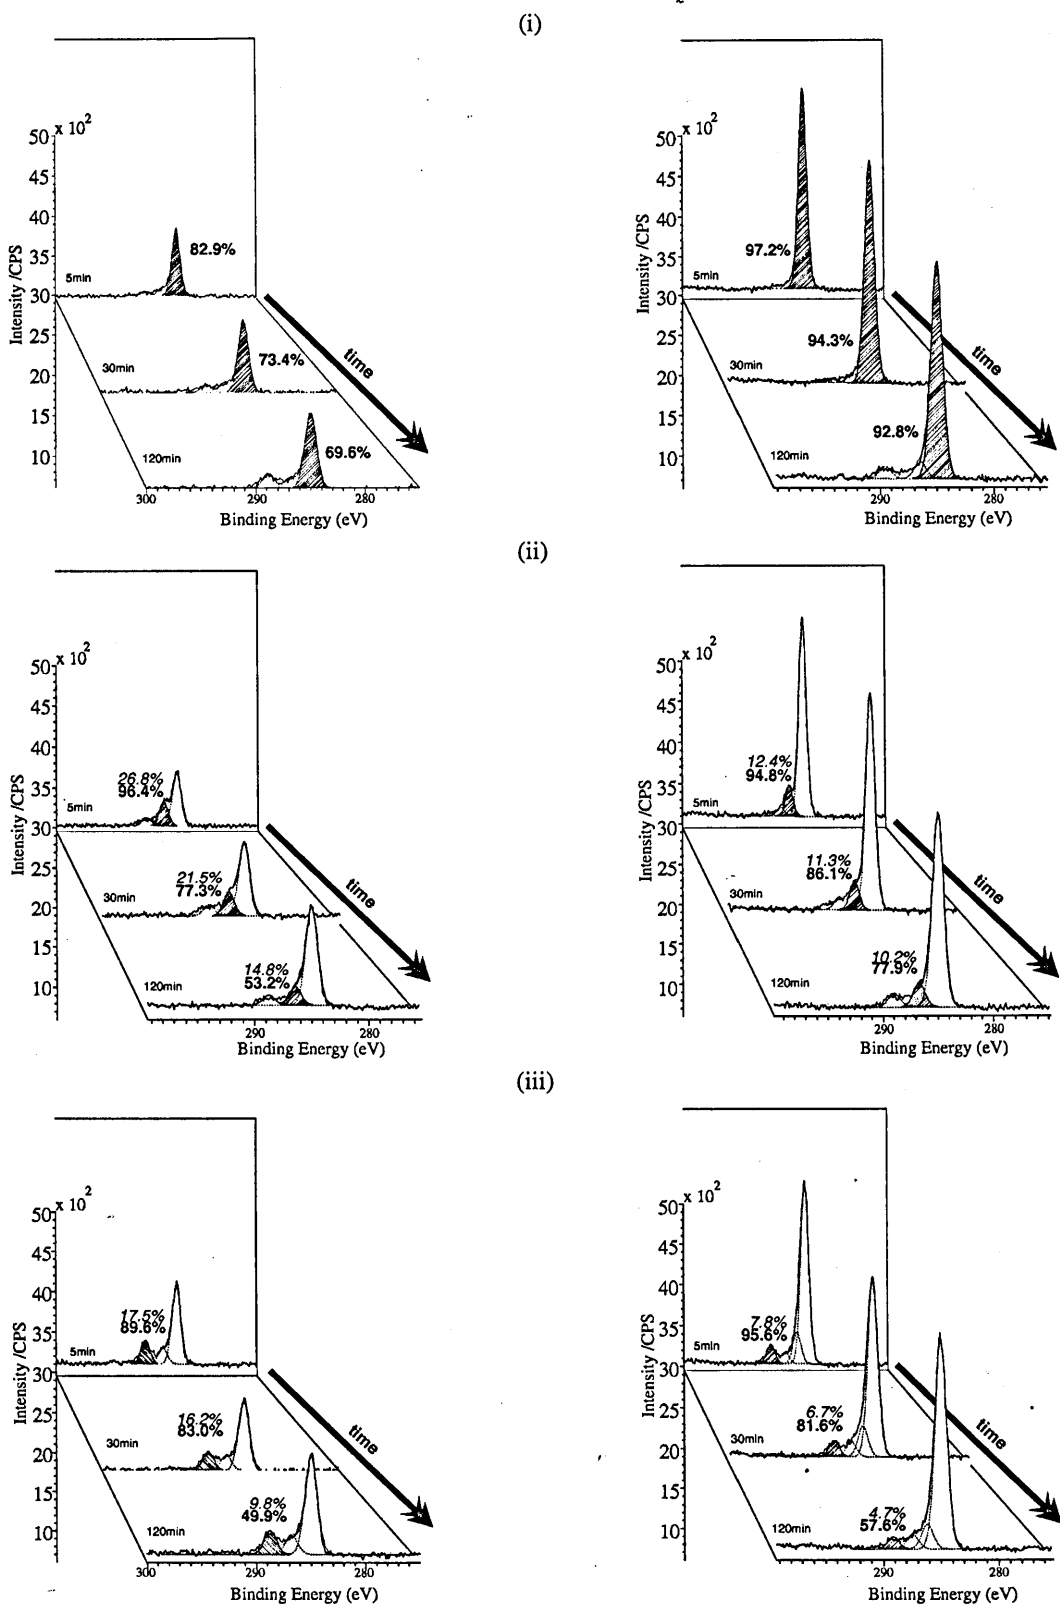 (i)
x 10²
50
45
40
35
30
25
20
15
10
Intensity /CPS
82.9%
5min
73.4%
30min
69.6%
120min
time
300
290
280
Binding Energy (eV)
x 10²
50
45
40
35
30
25
20
15
10
Intensity /CPS
97.2%
5min
94.3%
30min
92.8%
120min
time
290
280
Binding Energy (eV)
(ii)
x 10²
50
45
40
35
30
25
20
15
10
Intensity /CPS
26.8%
96.4%
5min
21.5%
77.3%
30min
14.8%
53.2%
120min
time
290
280
Binding Energy (eV)
x 10²
50
45
40
35
30
25
20
15
10
Intensity /CPS
12.4%
94.8%
5min
11.3%
86.1%
30min
10.2%
77.9%
120min
time
290
280
Binding Energy (eV)
(iii)
x 10²
50
45
40
35
30
25
20
15
10
Intensity /CPS
17.5%
89.6%
5min
16.2%
83.0%
30min
9.8%
49.9%
120min
time
300
290
280
Binding Energy (eV)
x 10²
50
45
40
35
30
25
20
15
10
Intensity /CPS
7.8%
95.6%
5min
6.7%
81.6%
30min
4.7%
57.6%
120min
time
290
280
Binding Energy (eV)